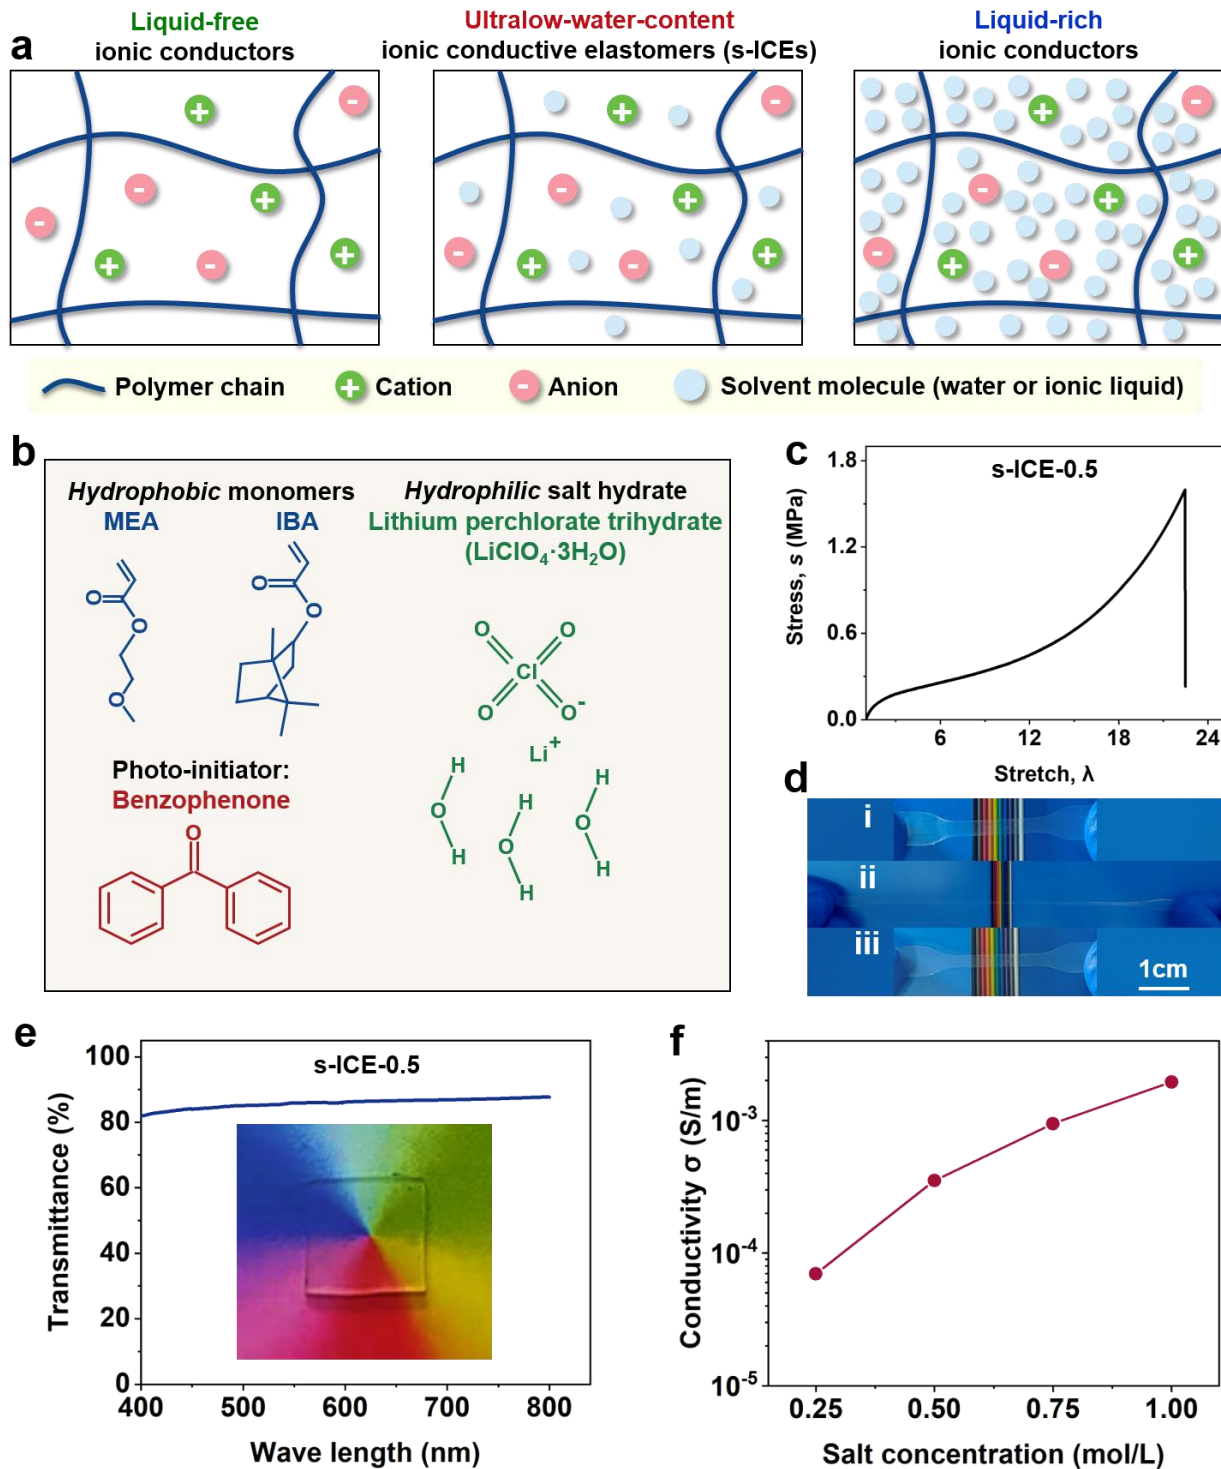 a
Liquid-free
ionic conductors
Ultralow-water-content
ionic conductive elastomers (s-ICEs)
Liquid-rich
ionic conductors
+
-
-
+
-
+
-
+
+
-
-
+
-
+
-
+
+
-
-
+
-
+
-
+
Polymer chain
+ Cation
- Anion
Solvent molecule (water or ionic liquid)
b
Hydrophobic monomers
MEA
IBA
O
O
O
O
O
Hydrophilic salt hydrate
Lithium perchlorate trihydrate
(LiClO₄·3H₂O)
O
O
Cl
O
O⁻
Li⁺
H
O
H
H
O
H
H
O
H
Photo-initiator:
Benzophenone
O
c
s-ICE-0.5
Stress, s (MPa)
1.8
1.2
0.6
0.0
6
12
18
24
Stretch, λ
d
i
ii
iii
1cm
e
s-ICE-0.5
Transmittance (%)
100
80
60
40
20
0
400
500
600
700
800
Wave length (nm)
f
Conductivity σ (S/m)
10⁻³
10⁻⁴
10⁻⁵
0.25
0.50
0.75
1.00
Salt concentration (mol/L)